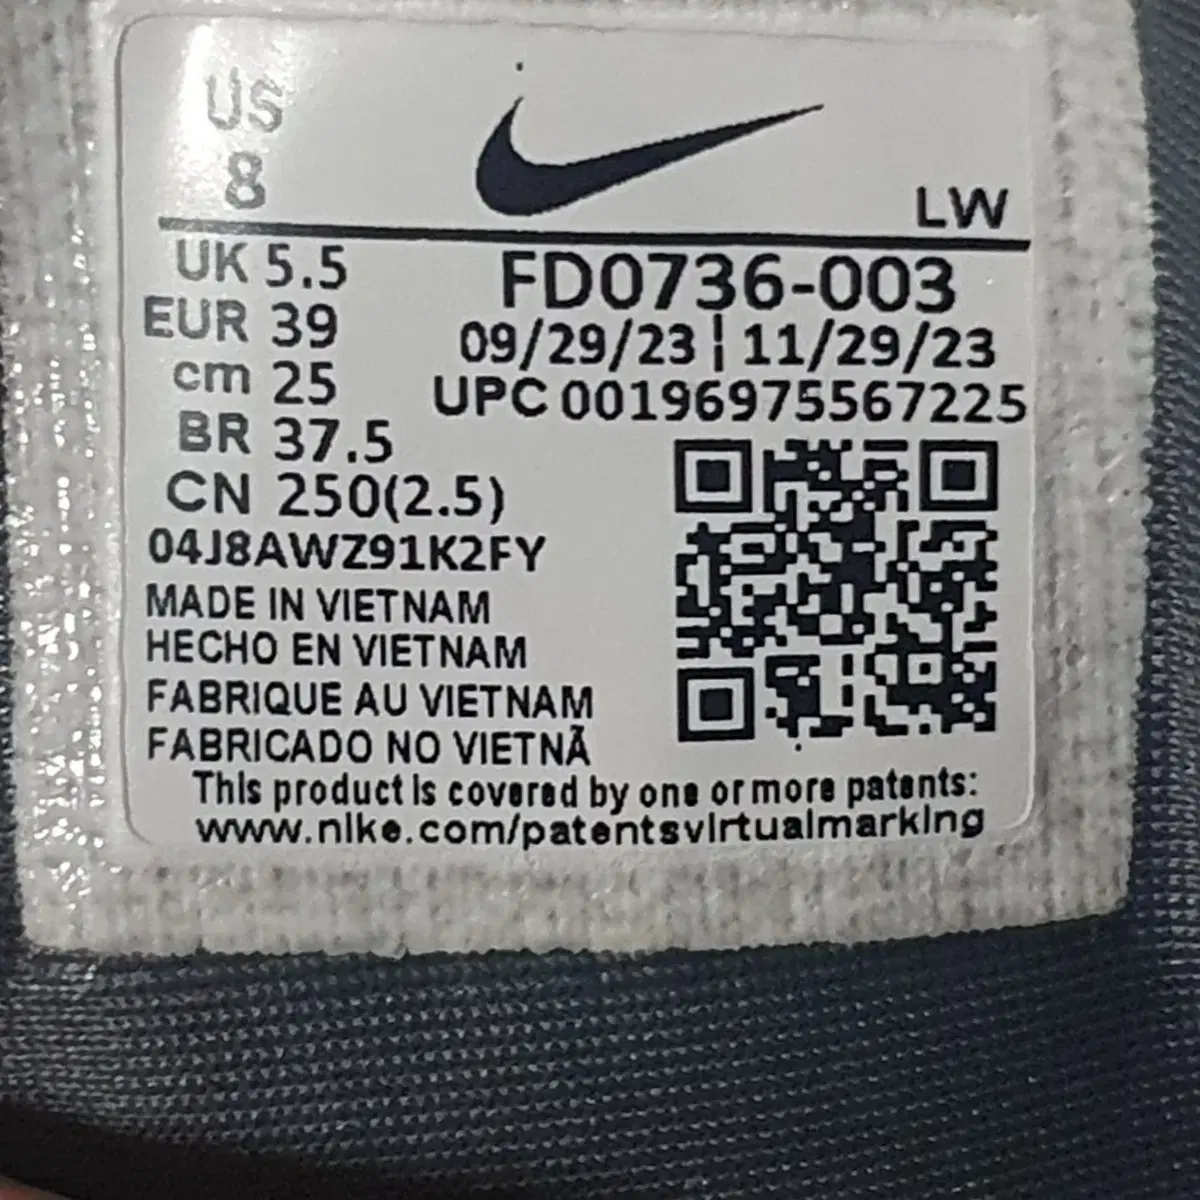 US
8
LW
UK 5.5
EUR 39
cm 25
BR 37.5
CN 250(2.5)
FD0736-003
09/29/23 | 11/29/23
UPC 00196975567225
04J8AWZ91K2FY
MADE IN VIETNAM
HECHO EN VIETNAM
FABRIQUE AU VIETNAM
FABRICADO NO VIETNÃ
This product is covered by one or more patents:
www.nike.com/patentsvirtualmarking